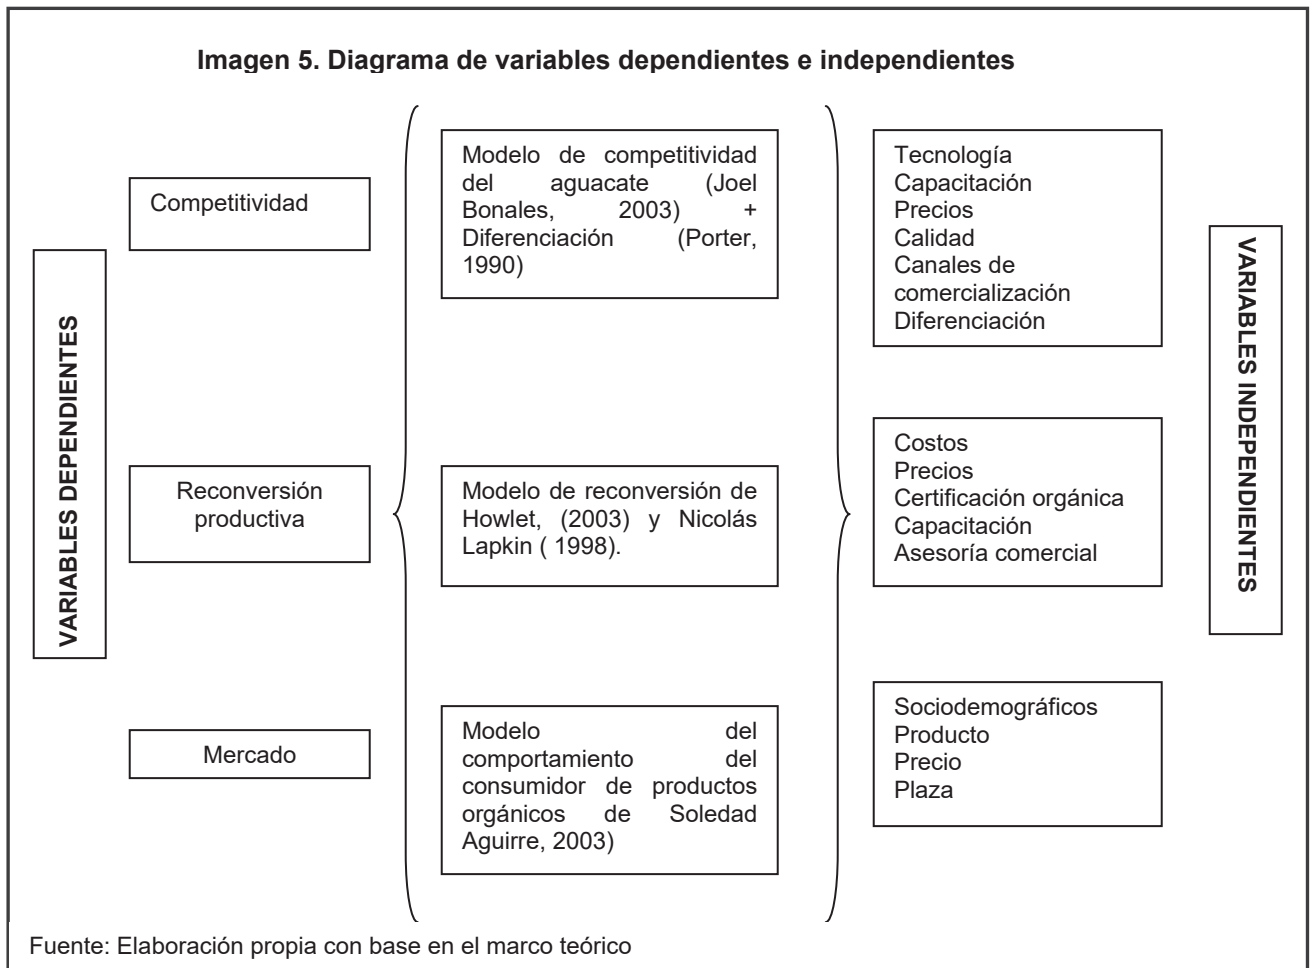 Imagen 5. Diagrama de variables dependientes e independientes
VARIABLES DEPENDIENTES
Competitividad
Modelo de competitividad
del aguacate (Joel
Bonales, 2003) +
Diferenciación (Porter,
1990)
Tecnología
Capacitación
Precios
Calidad
Canales de
comercialización
Diferenciación
VARIABLES INDEPENDIENTES
Reconversión
productiva
Modelo de reconversión de
Howlet, (2003) y Nicolás
Lapkin ( 1998).
Costos
Precios
Certificación orgánica
Capacitación
Asesoría comercial
Mercado
Modelo del
comportamiento del
consumidor de productos
orgánicos de Soledad
Aguirre, 2003)
Sociodemográficos
Producto
Precio
Plaza
Fuente: Elaboración propia con base en el marco teórico